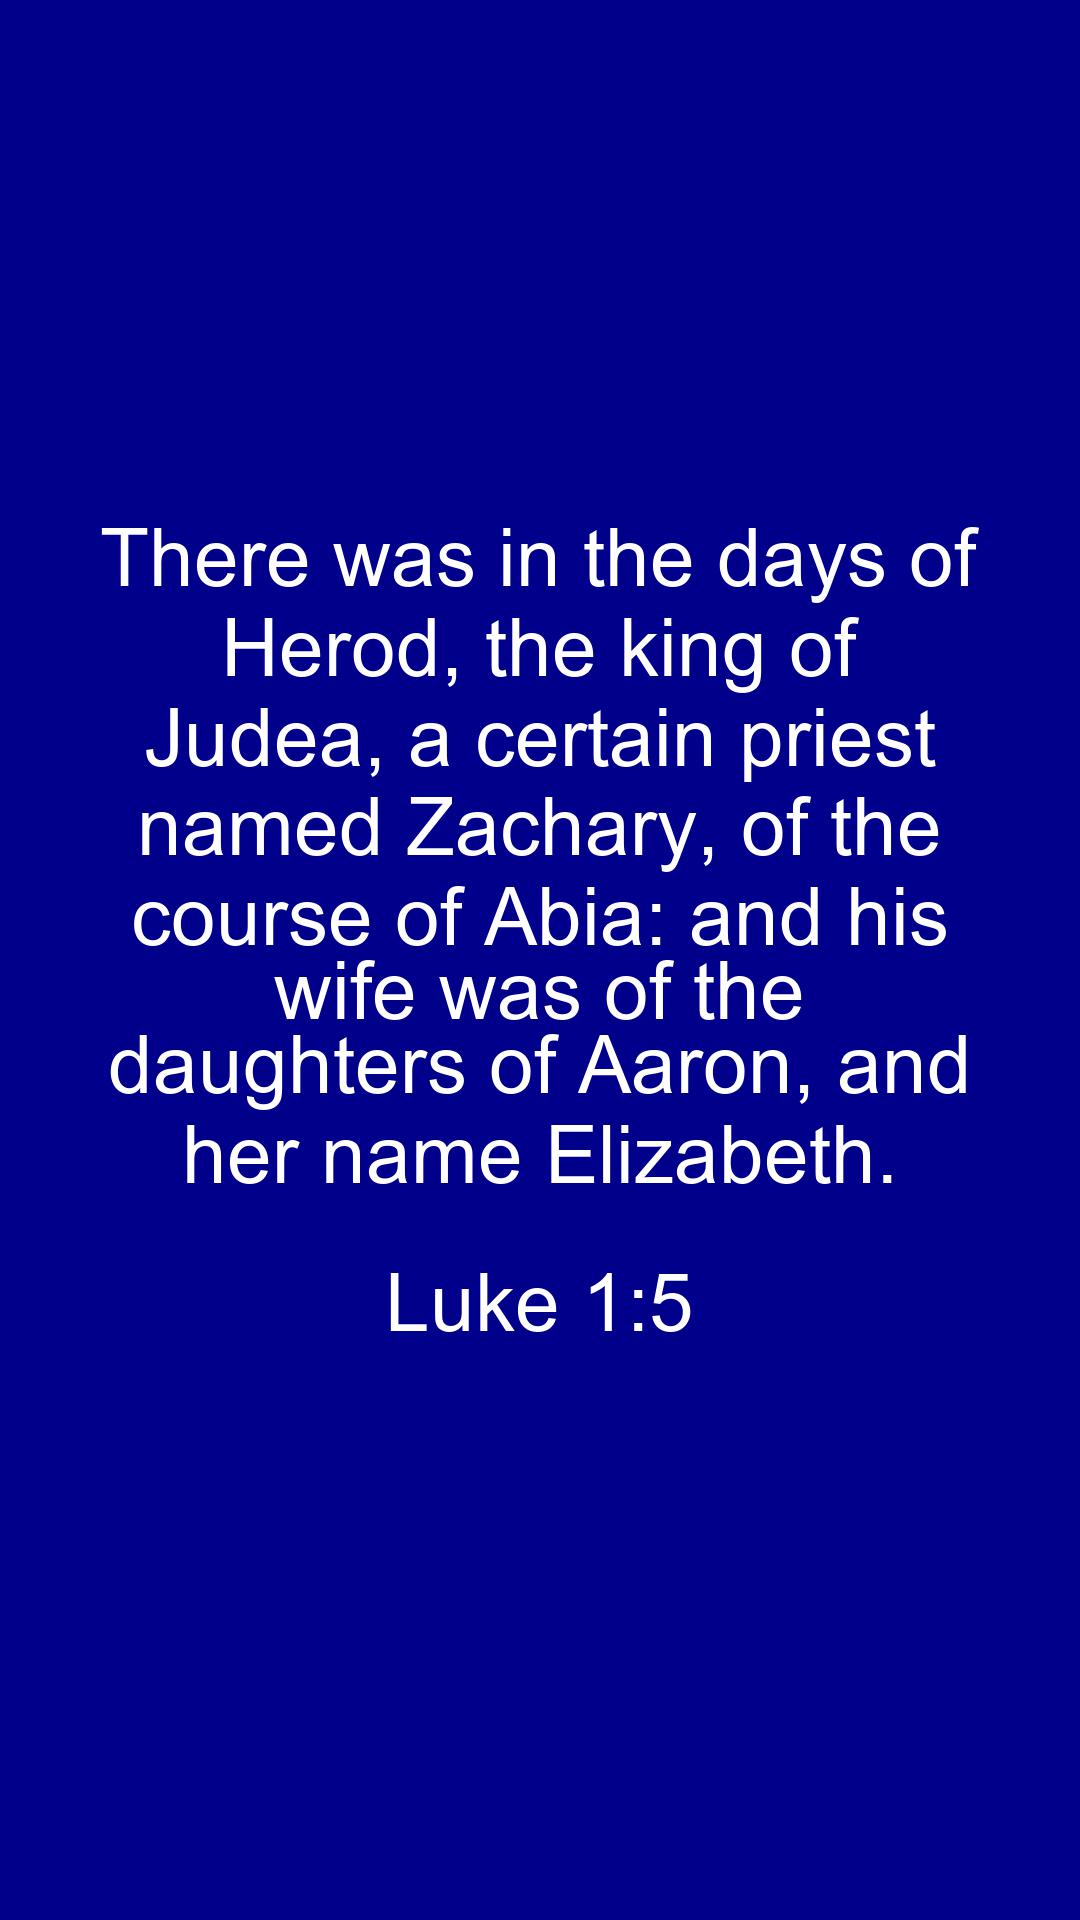 There was in the days of
Herod, the king of
Judea, a certain priest
named Zachary, of the
course of Abia: and his
wife was of the
daughters of Aaron, and
her name Elizabeth.
Luke 1:5